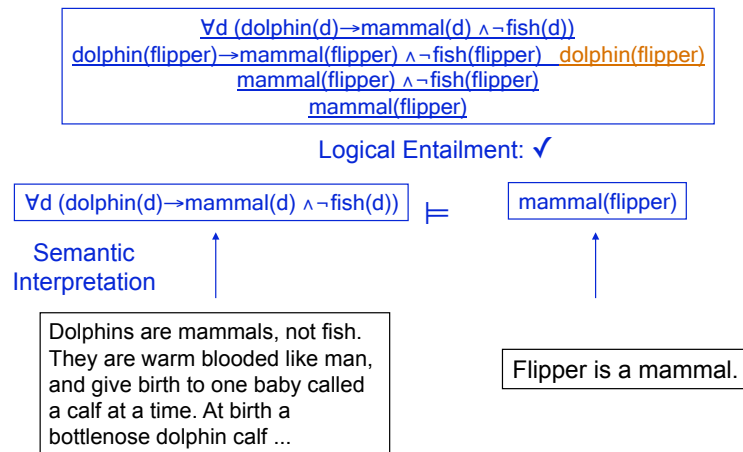 ∀d (dolphin(d)→mammal(d) ∧¬fish(d))
dolphin(flipper)→mammal(flipper) ∧¬fish(flipper) dolphin(flipper)
mammal(flipper) ∧¬fish(flipper)
mammal(flipper)
Logical Entailment: ✓
∀d (dolphin(d)→mammal(d) ∧¬fish(d)) ⊨ mammal(flipper)
Semantic
Interpretation
Dolphins are mammals, not fish.
They are warm blooded like man,
and give birth to one baby called
a calf at a time. At birth a
bottlenose dolphin calf ...
Flipper is a mammal.